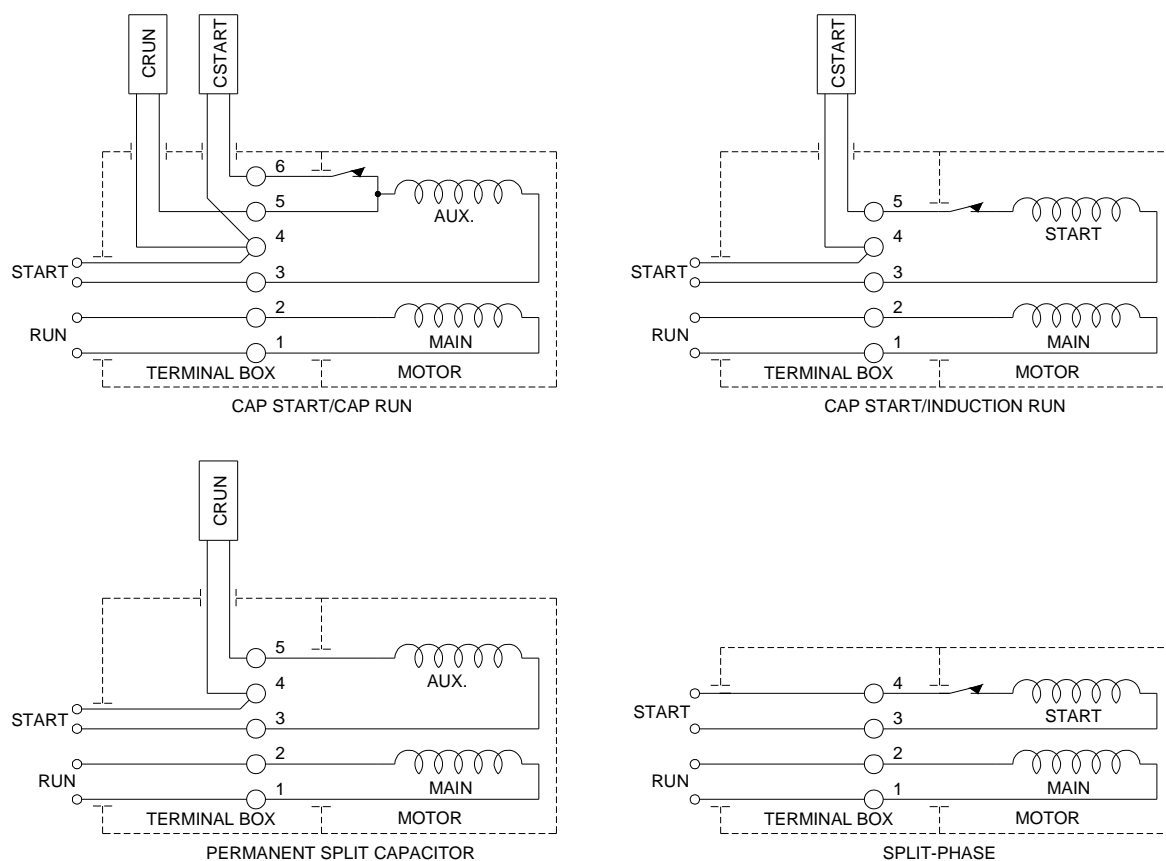 CRUN
CSTART
6
5
4
3
2
1
AUX.
START
RUN
MAIN
TERMINAL BOX
MOTOR
CAP START/CAP RUN
CSTART
5
4
3
2
1
START
START
RUN
MAIN
TERMINAL BOX
MOTOR
CAP START/INDUCTION RUN
CRUN
5
4
3
2
1
AUX.
START
RUN
MAIN
TERMINAL BOX
MOTOR
PERMANENT SPLIT CAPACITOR
4
3
2
1
START
START
RUN
MAIN
TERMINAL BOX
MOTOR
SPLIT-PHASE